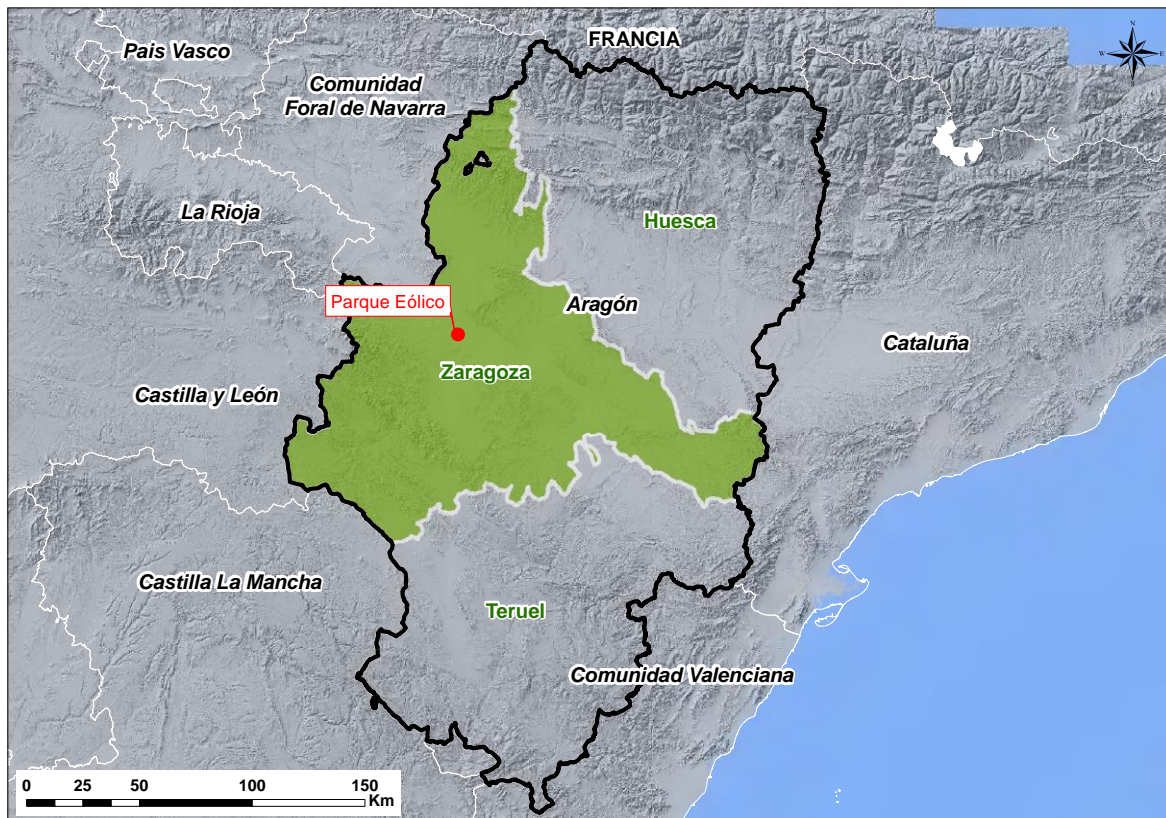 FRANCIA
N
W
E
S
Pais Vasco
Comunidad
Foral de Navarra
La Rioja
Huesca
Parque Eólico
Aragón
Cataluña
Zaragoza
Castilla y León
Castilla La Mancha
Teruel
Comunidad Valenciana
0
25
50
100
150
Km